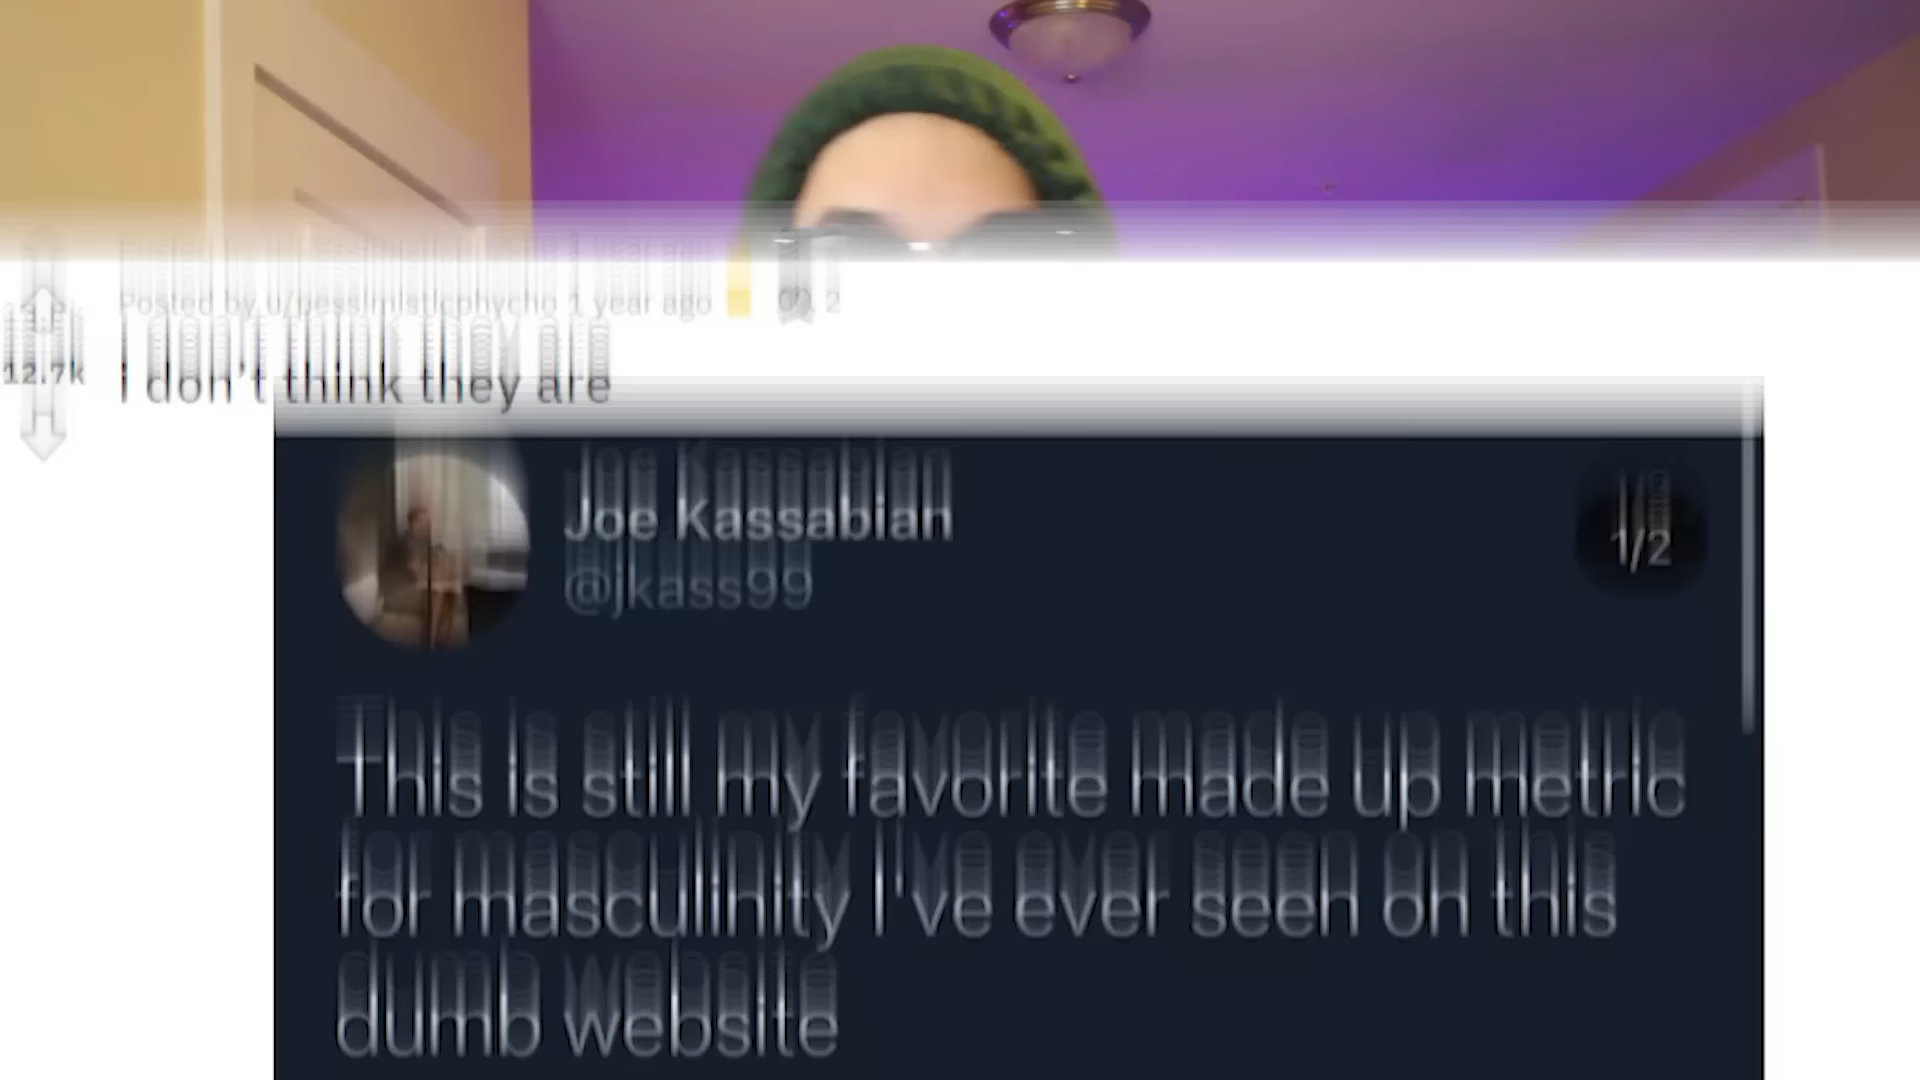 Posted by u/pessimisticphycho 1 year ago 2
12.7k
I don't think they are
Joe Kassabian
@jkass99
1/2
This is still my favorite made up metric
for masculinity I've ever seen on this
dumb website